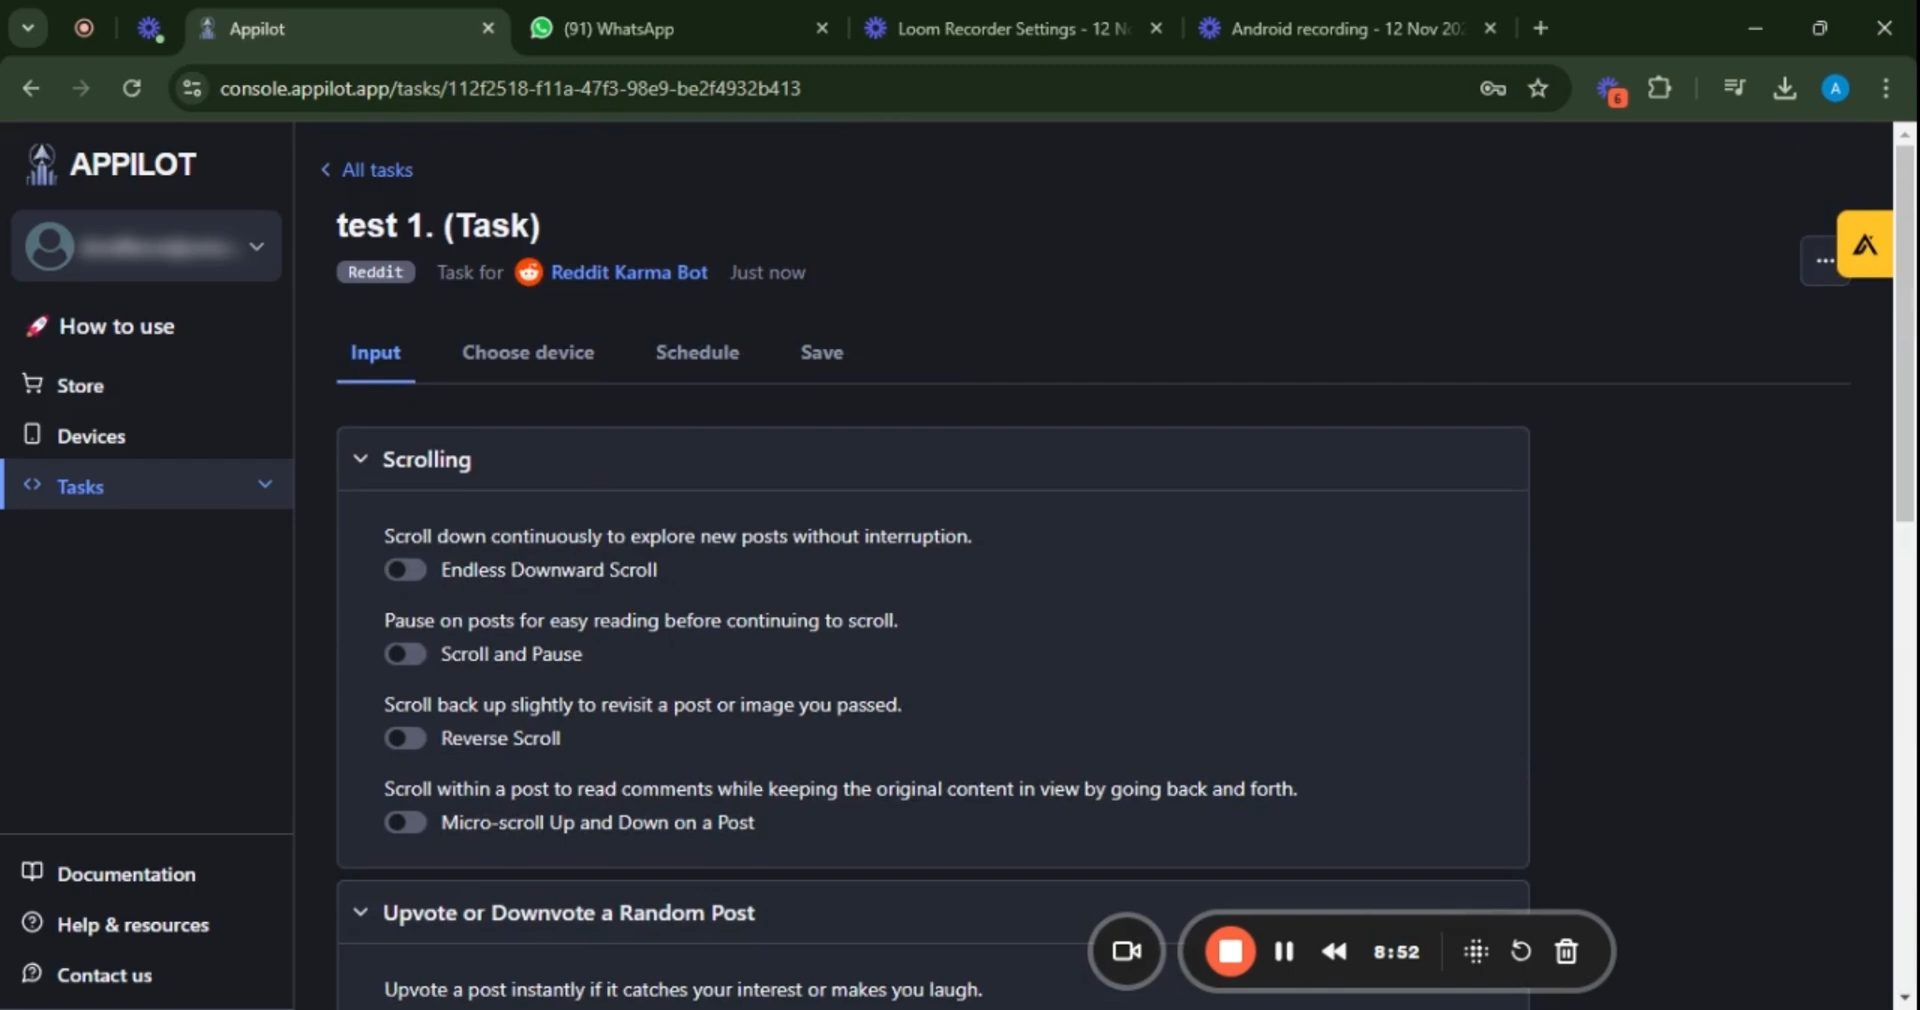 Appilot
(91) WhatsApp
Loom Recorder Settings - 12 N
Android recording - 12 Nov 202
console.appilot.app/tasks/112f2518-f11a-47f3-98e9-be2f4932b413
6
A
APPILOT
How to use
Store
Devices
Tasks
Documentation
Help & resources
Contact us
All tasks
test 1. (Task)
Reddit Task for Reddit Karma Bot Just now
Input Choose device Schedule Save
Scrolling
Scroll down continuously to explore new posts without interruption.
Endless Downward Scroll
Pause on posts for easy reading before continuing to scroll.
Scroll and Pause
Scroll back up slightly to revisit a post or image you passed.
Reverse Scroll
Scroll within a post to read comments while keeping the original content in view by going back and forth.
Micro-scroll Up and Down on a Post
Upvote or Downvote a Random Post
Upvote a post instantly if it catches your interest or makes you laugh.
8:52